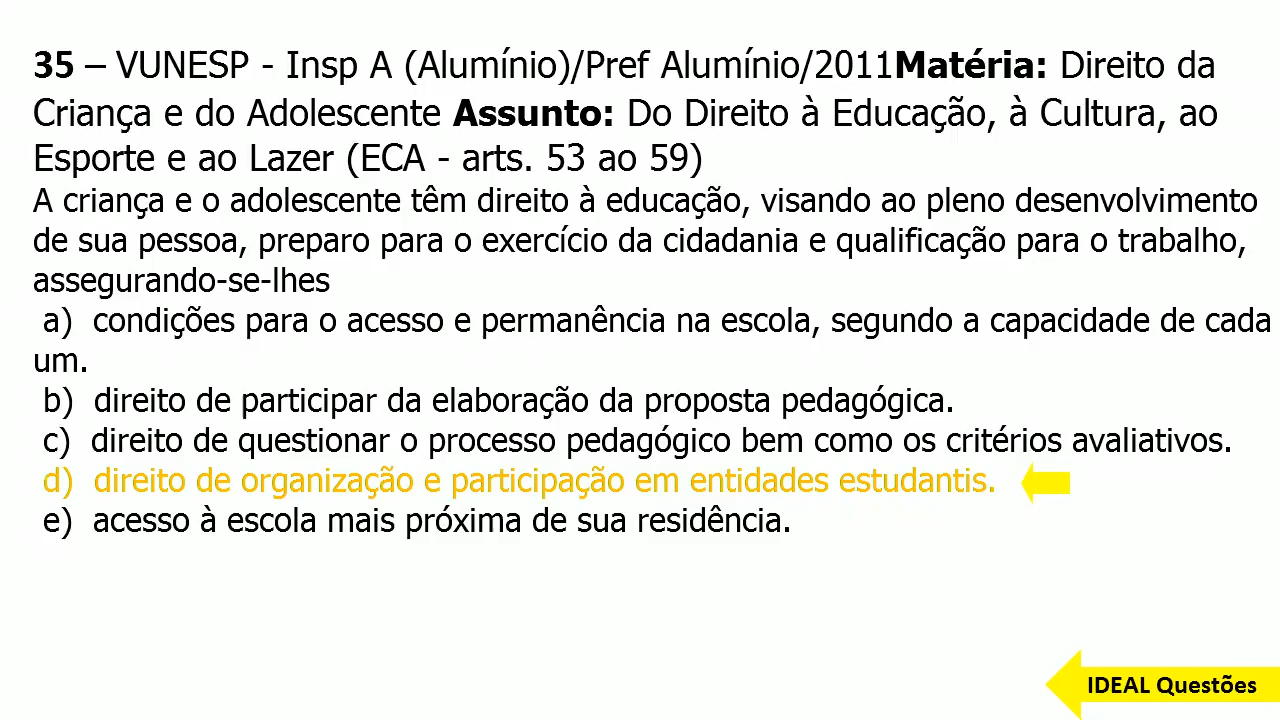 35 – VUNESP - Insp A (Alumínio)/Pref Alumínio/2011Matéria: Direito da
Criança e do Adolescente Assunto: Do Direito à Educação, à Cultura, ao
Esporte e ao Lazer (ECA - arts. 53 ao 59)
A criança e o adolescente têm direito à educação, visando ao pleno desenvolvimento
de sua pessoa, preparo para o exercício da cidadania e qualificação para o trabalho,
assegurando-se-lhes
a) condições para o acesso e permanência na escola, segundo a capacidade de cada
um.
b) direito de participar da elaboração da proposta pedagógica.
c) direito de questionar o processo pedagógico bem como os critérios avaliativos.
d) direito de organização e participação em entidades estudantis.
e) acesso à escola mais próxima de sua residência.
IDEAL Questões